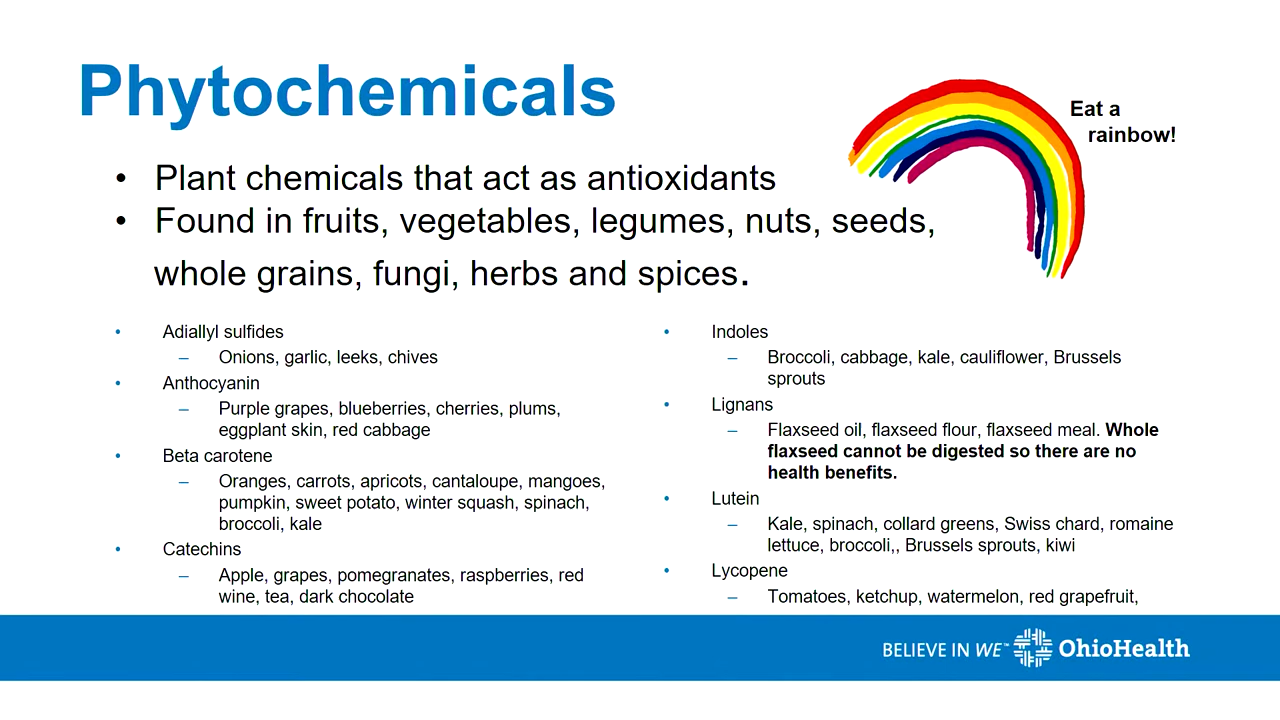 Phytochemicals
Eat a
rainbow!
• Plant chemicals that act as antioxidants
• Found in fruits, vegetables, legumes, nuts, seeds,
whole grains, fungi, herbs and spices.
• Adiallyl sulfides
– Onions, garlic, leeks, chives
• Anthocyanin
– Purple grapes, blueberries, cherries, plums,
eggplant skin, red cabbage
• Beta carotene
– Oranges, carrots, apricots, cantaloupe, mangoes,
pumpkin, sweet potato, winter squash, spinach,
broccoli, kale
• Catechins
– Apple, grapes, pomegranates, raspberries, red
wine, tea, dark chocolate
• Indoles
– Broccoli, cabbage, kale, cauliflower, Brussels
sprouts
• Lignans
– Flaxseed oil, flaxseed flour, flaxseed meal. Whole
flaxseed cannot be digested so there are no
health benefits.
• Lutein
– Kale, spinach, collard greens, Swiss chard, romaine
lettuce, broccoli,, Brussels sprouts, kiwi
• Lycopene
– Tomatoes, ketchup, watermelon, red grapefruit,
BELIEVE IN WE™ OhioHealth